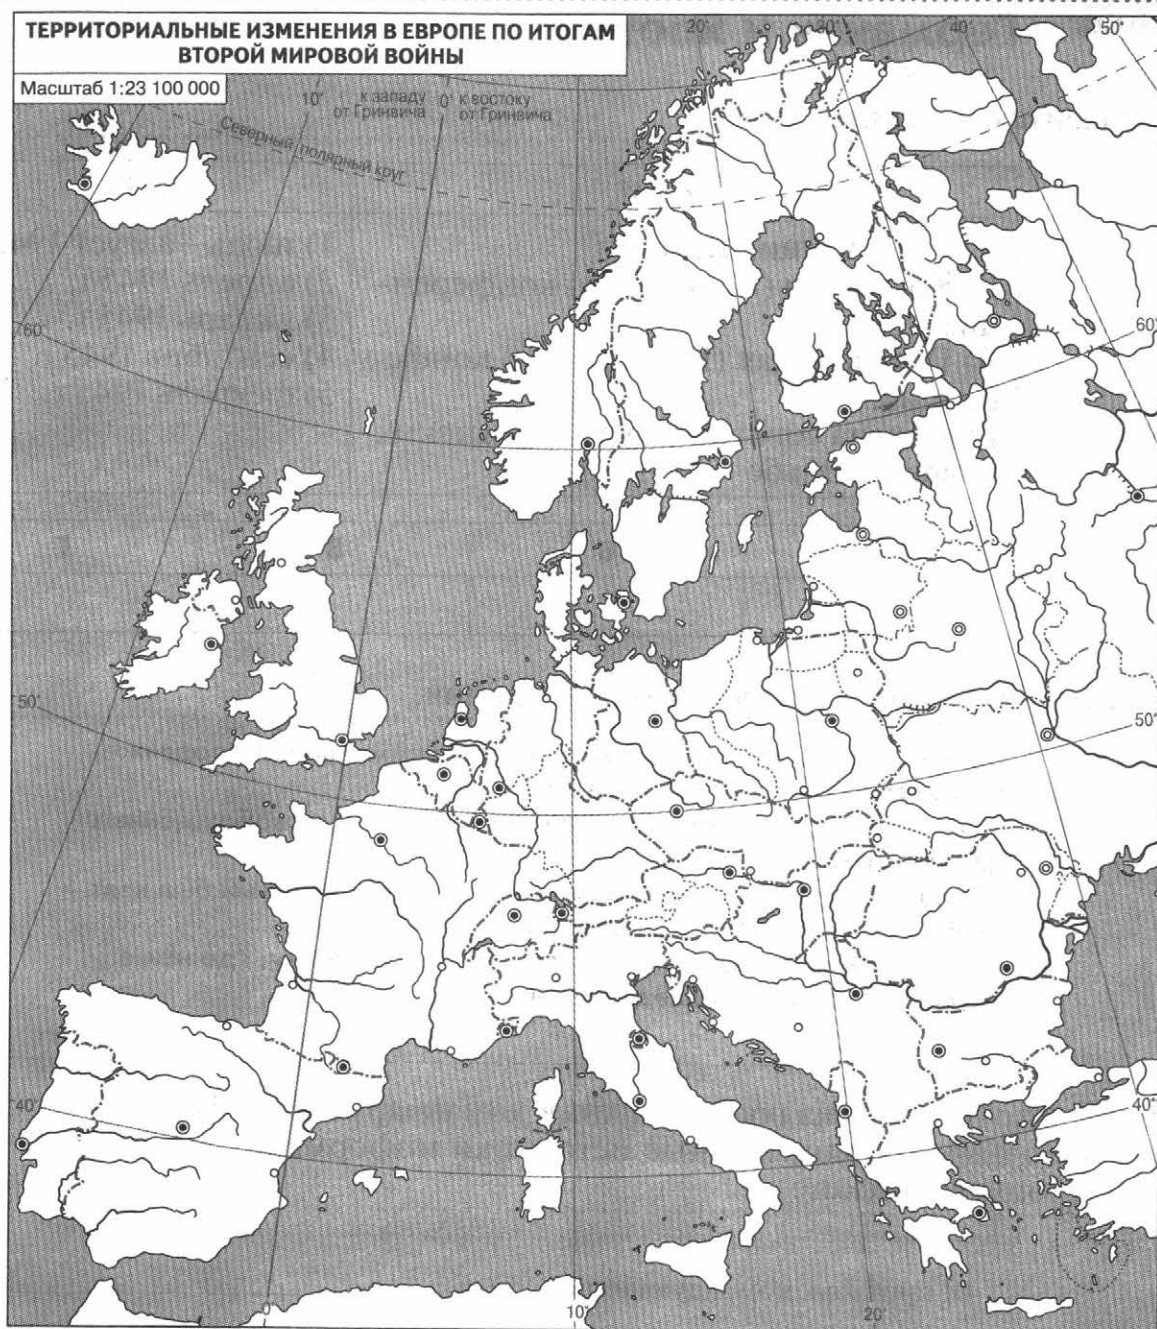 ТЕРРИТОРИАЛЬНЫЕ ИЗМЕНЕНИЯ В ЕВРОПЕ ПО ИТОГАМ
ВТОРОЙ МИРОВОЙ ВОЙНЫ
Масштаб 1:23 100 000
20°
30°
40°
50°
10°
к западу
от Гринвича
0°
к востоку
от Гринвича
Северный полярный круг
60°
60°
50°
50°
40°
40°
0°
10°
20°